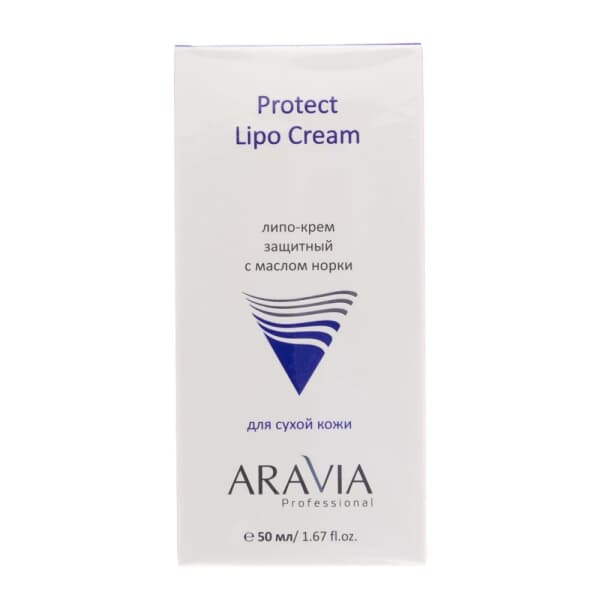 Protect
Lipo Cream
липо-крем
защитный
с маслом норки
для сухой кожи
ARAVIA
Professional
℮ 50 мл/ 1.67 fl.oz.